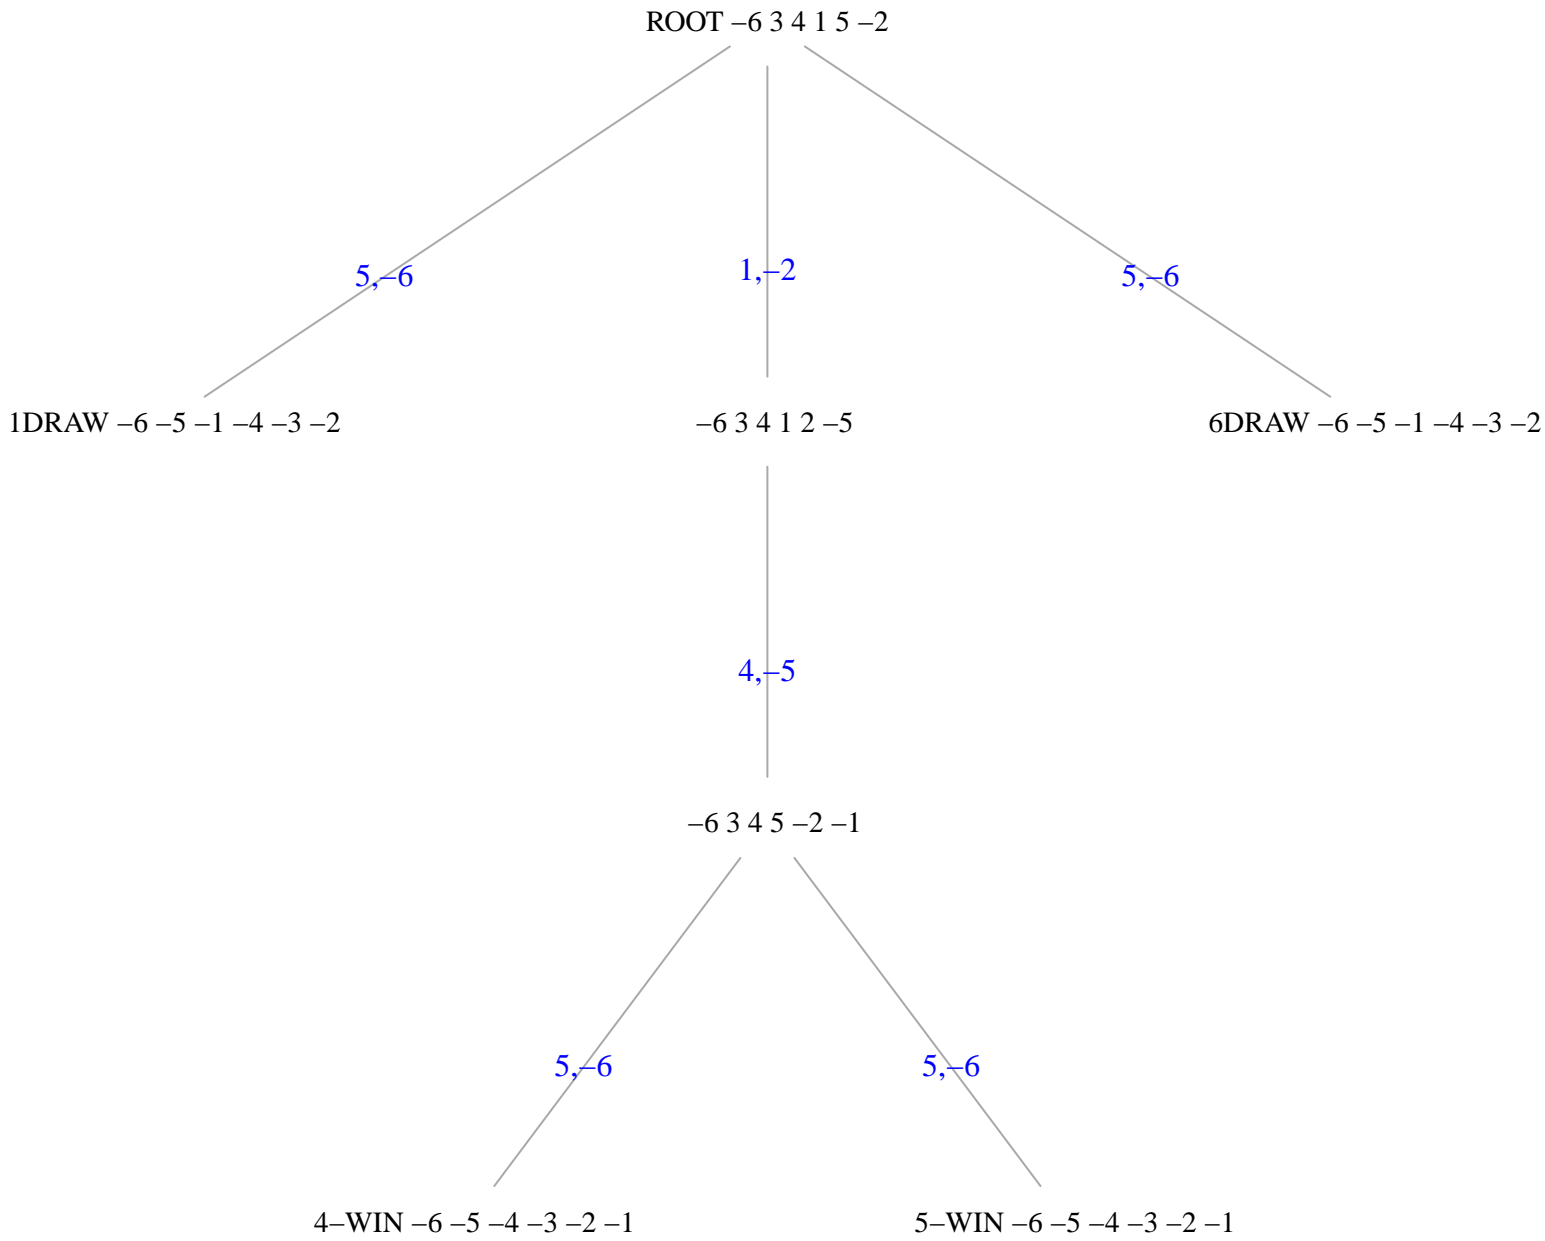 ROOT –6 3 4 1 5 –2
5,–6
1,–2
5,–6
1DRAW –6 –5 –1 –4 –3 –2
–6 3 4 1 2 –5
6DRAW –6 –5 –1 –4 –3 –2
4,–5
–6 3 4 5 –2 –1
5,–6
5,–6
4–WIN –6 –5 –4 –3 –2 –1
5–WIN –6 –5 –4 –3 –2 –1